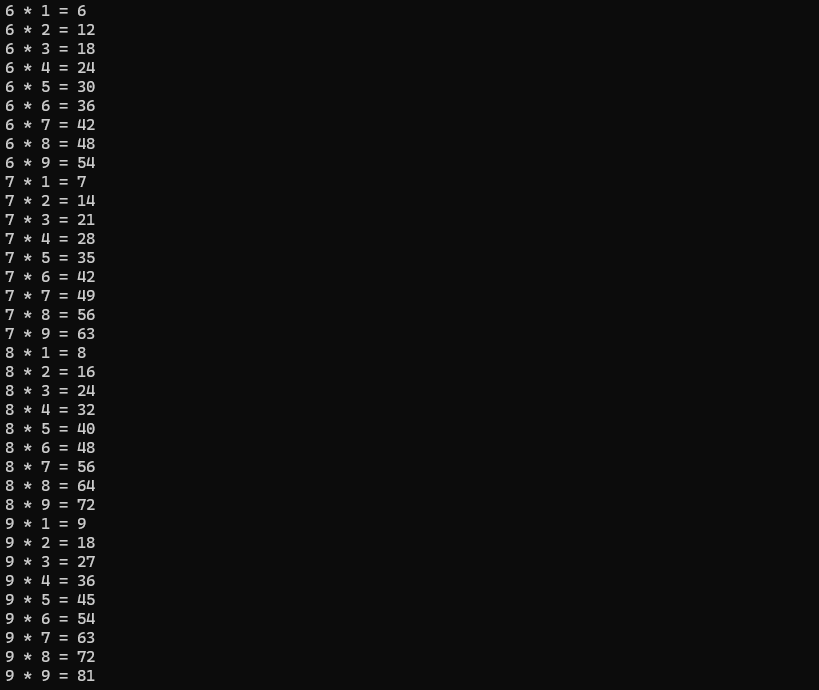 6 * 1 = 6
6 * 2 = 12
6 * 3 = 18
6 * 4 = 24
6 * 5 = 30
6 * 6 = 36
6 * 7 = 42
6 * 8 = 48
6 * 9 = 54
7 * 1 = 7
7 * 2 = 14
7 * 3 = 21
7 * 4 = 28
7 * 5 = 35
7 * 6 = 42
7 * 7 = 49
7 * 8 = 56
7 * 9 = 63
8 * 1 = 8
8 * 2 = 16
8 * 3 = 24
8 * 4 = 32
8 * 5 = 40
8 * 6 = 48
8 * 7 = 56
8 * 8 = 64
8 * 9 = 72
9 * 1 = 9
9 * 2 = 18
9 * 3 = 27
9 * 4 = 36
9 * 5 = 45
9 * 6 = 54
9 * 7 = 63
9 * 8 = 72
9 * 9 = 81